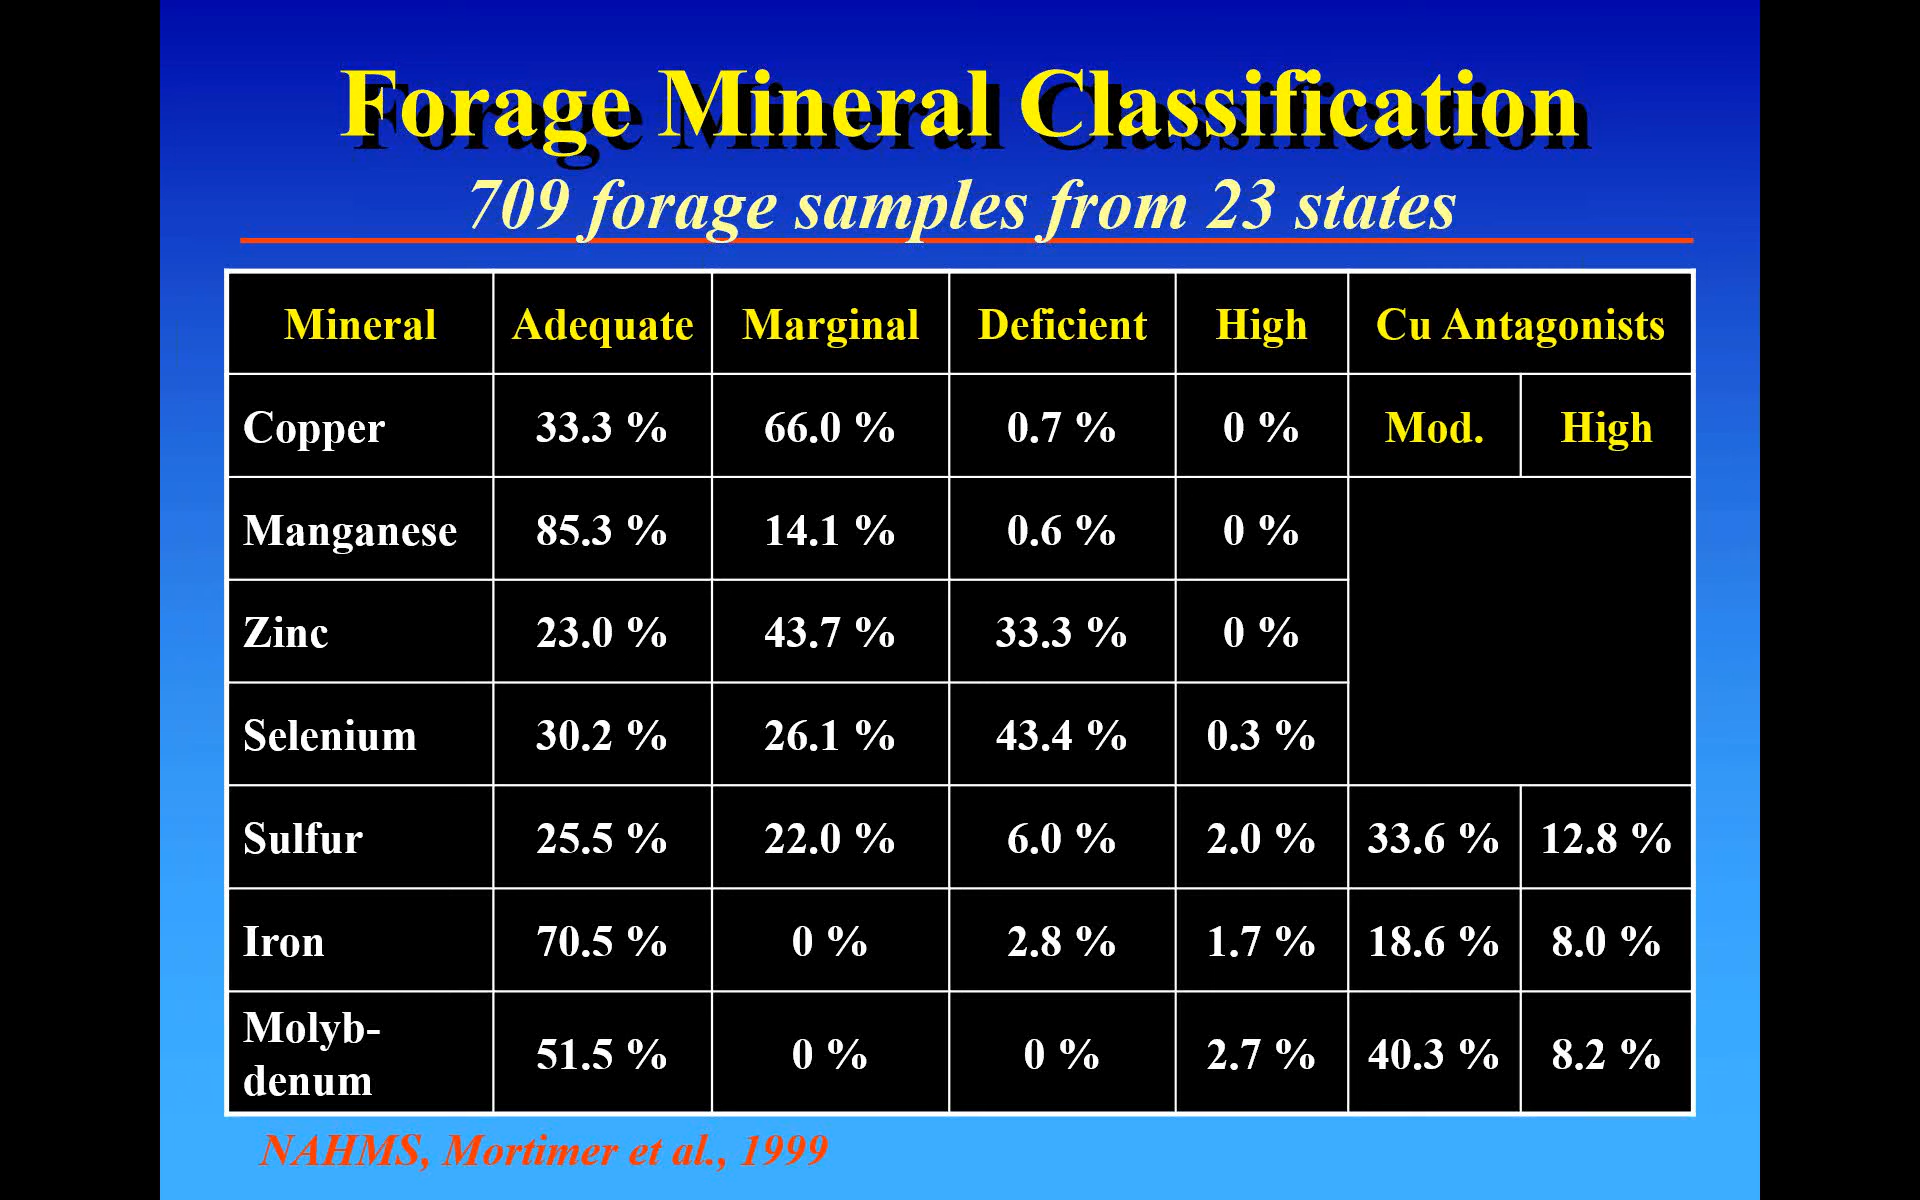 Forage Mineral Classification
709 forage samples from 23 states
Mineral Adequate Marginal Deficient High Cu Antagonists
Copper 33.3 % 66.0 % 0.7 % 0 % Mod. High
Manganese 85.3 % 14.1 % 0.6 % 0 %
Zinc 23.0 % 43.7 % 33.3 % 0 %
Selenium 30.2 % 26.1 % 43.4 % 0.3 %
Sulfur 25.5 % 22.0 % 6.0 % 2.0 % 33.6 % 12.8 %
Iron 70.5 % 0 % 2.8 % 1.7 % 18.6 % 8.0 %
Molyb-
denum 51.5 % 0 % 0 % 2.7 % 40.3 % 8.2 %
NAHMS, Mortimer et al., 1999